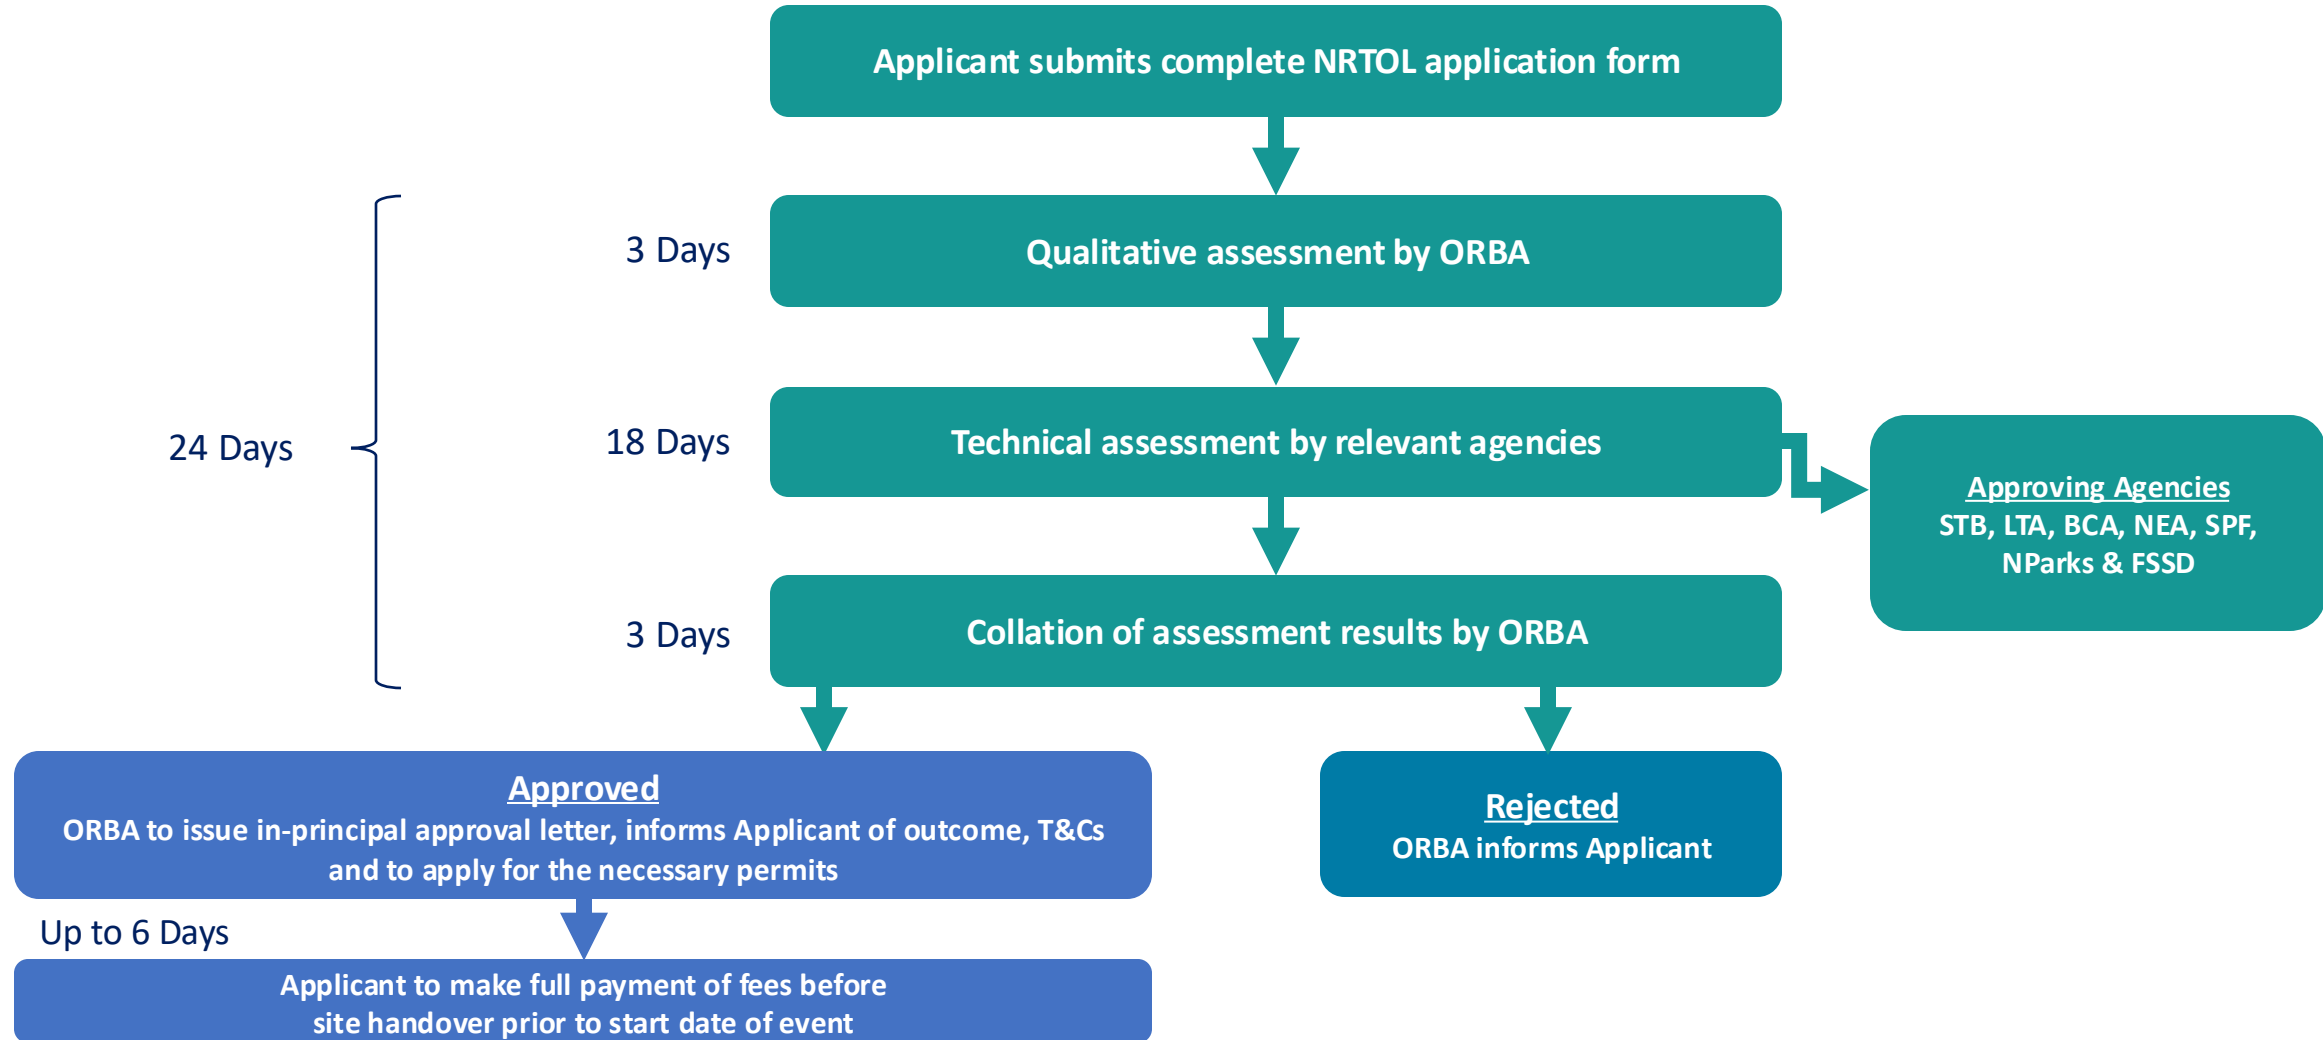 Applicant submits complete NRTOL application form
3 Days
Qualitative assessment by ORBA
24 Days
18 Days
Technical assessment by relevant agencies
Approving Agencies
STB, LTA, BCA, NEA, SPF,
NParks & FSSD
3 Days
Collation of assessment results by ORBA
Approved
ORBA to issue in-principal approval letter, informs Applicant of outcome, T&Cs
and to apply for the necessary permits
Rejected
ORBA informs Applicant
Up to 6 Days
Applicant to make full payment of fees before
site handover prior to start date of event